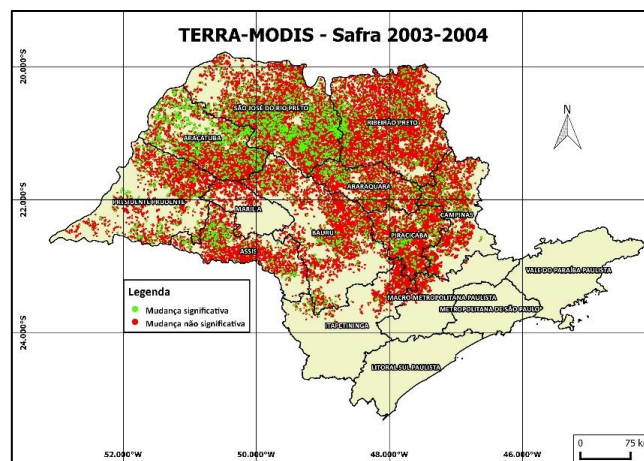 TERRA-MODIS - Safra 2003-2004
20.000°S
22.000°S
24.000°S
52.000°W
50.000°W
48.000°W
46.000°W
N
SÃO JOSÉ DO RIO PRETO
RIBEIRÃO PRETO
ARAÇATUBA
ARARAQUARA
PRESIDENTE PRUDENTE
MARÍLIA
CAMPINAS
BAURU
PIRACICABA
ASSIS
VALE DO PARAÍBA PAULISTA
MACRO METROPOLITANA PAULISTA
METROPOLITANA DE SÃO PAULO
ITAPETININGA
LITORAL SUL PAULISTA
Legenda
Mudança significativa
Mudança não significativa
0 75 k